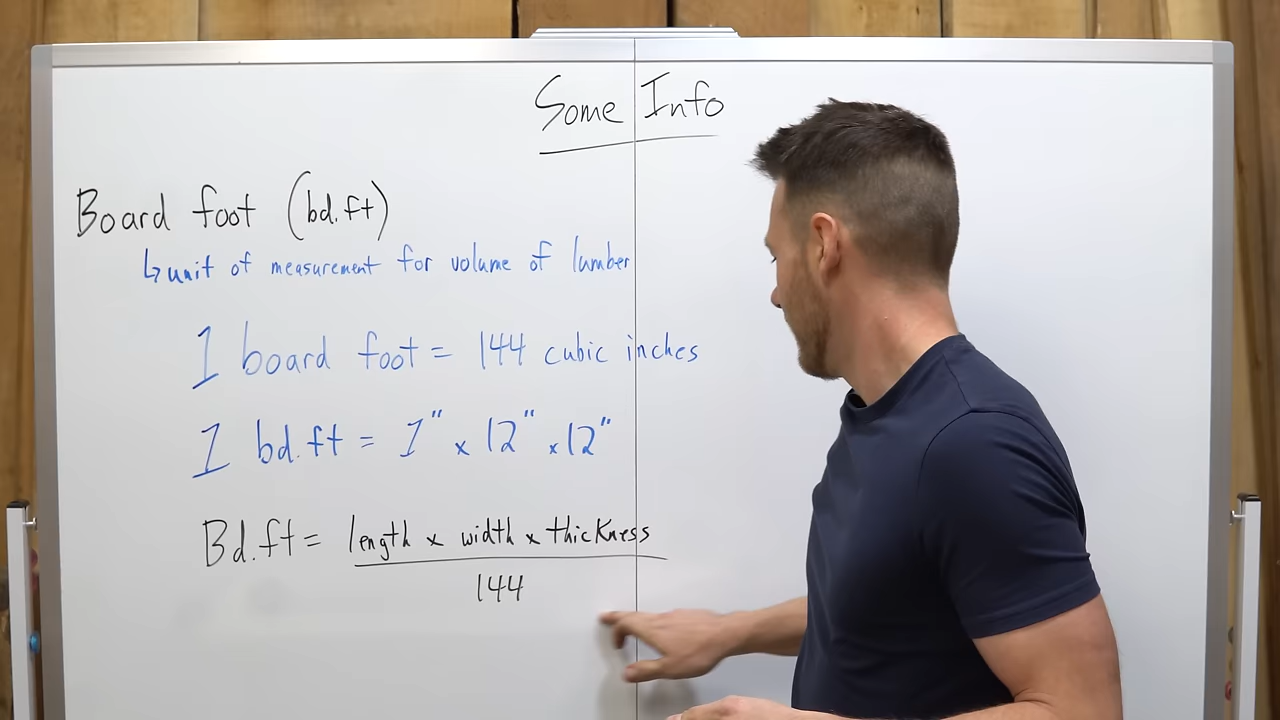 Some Info
Board foot (bd.ft)
↳ unit of measurement for volume of lumber
1 board foot = 144 cubic inches
1 bd.ft = 1" x 12" x 12"
Bd.ft = length x width x thickness
144